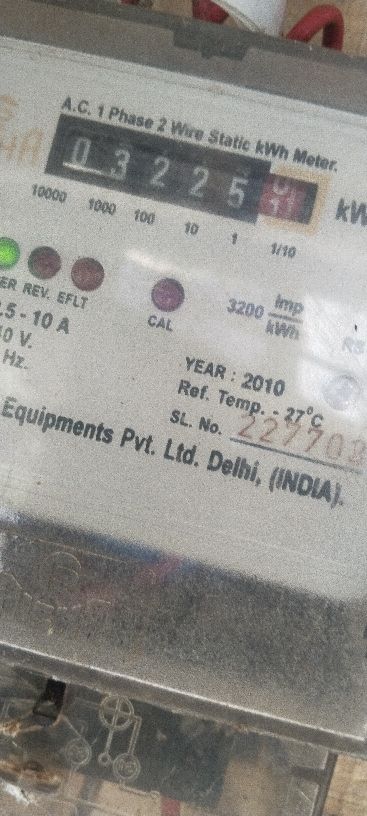 A.C. 1 Phase 2 Wire Static kWh Meter.
0 3 2 2 5
10000 1000 100 10 1 1/10
REV. EFLT
CAL
3200 imp/kWh
.5 - 10 A
0 V.
Hz.
YEAR : 2010
Ref. Temp. - 27°C
SL. No. 227703
Equipments Pvt. Ltd. Delhi, (INDIA).